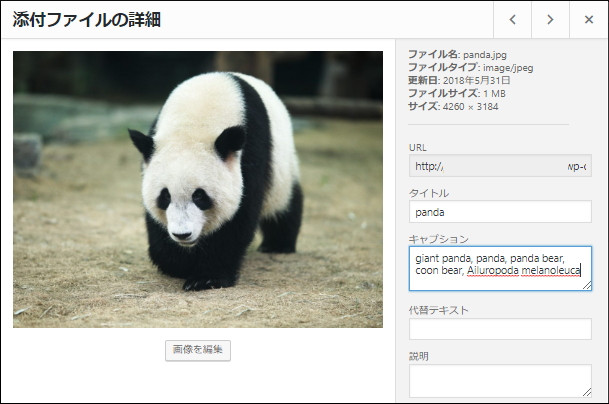 添付ファイルの詳細
ファイル名: panda.jpg
ファイルタイプ: image/jpeg
更新日: 2018年5月31日
ファイルサイズ: 1 MB
サイズ: 4260 × 3184
URL
http:/
タイトル
panda
キャプション
giant panda, panda, panda bear,
coon bear, Ailuropoda melanoleuca
代替テキスト
説明
画像を編集